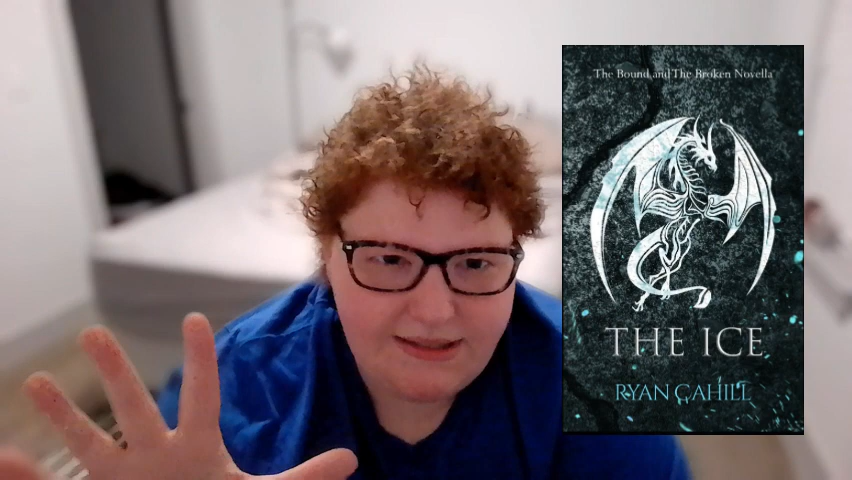 The Bound and The Broken Novella
THE ICE
RYAN CAHILL